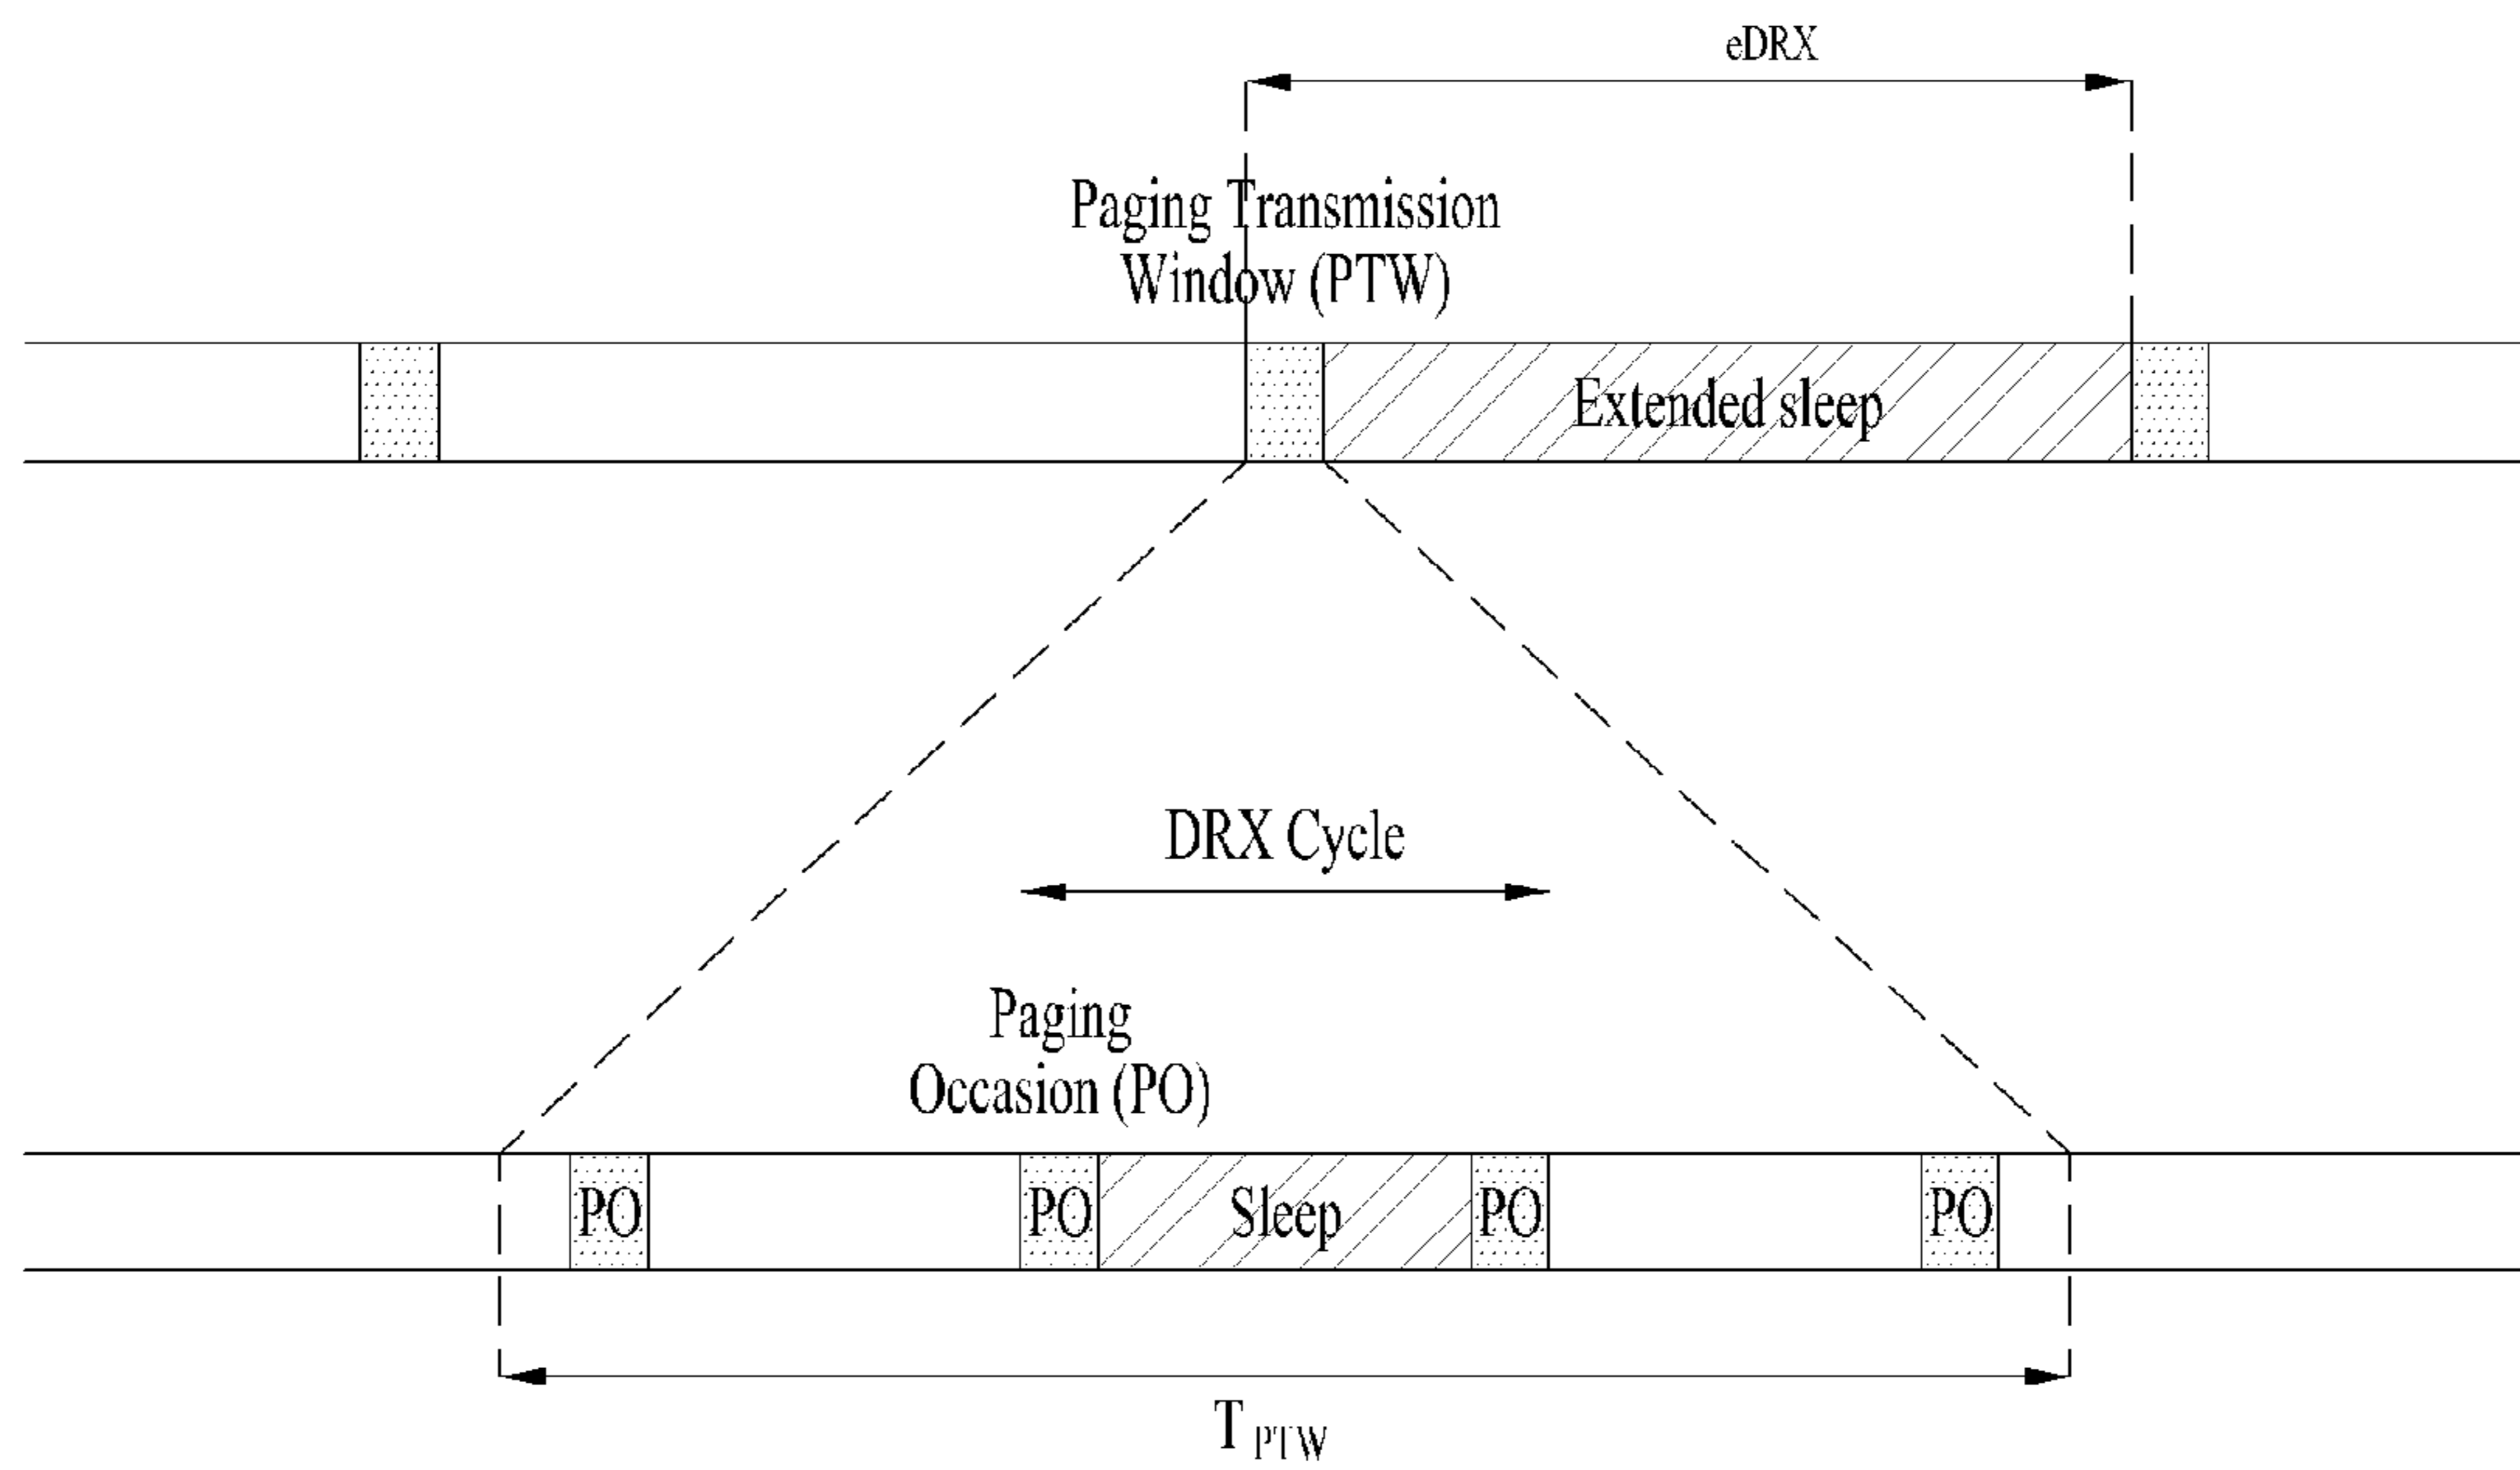 eDRX
Paging Transmission
Window (PTW)
Extended sleep
DRX Cycle
Paging
Occasion (PO)
PO PO Sleep PO PO
T PTW